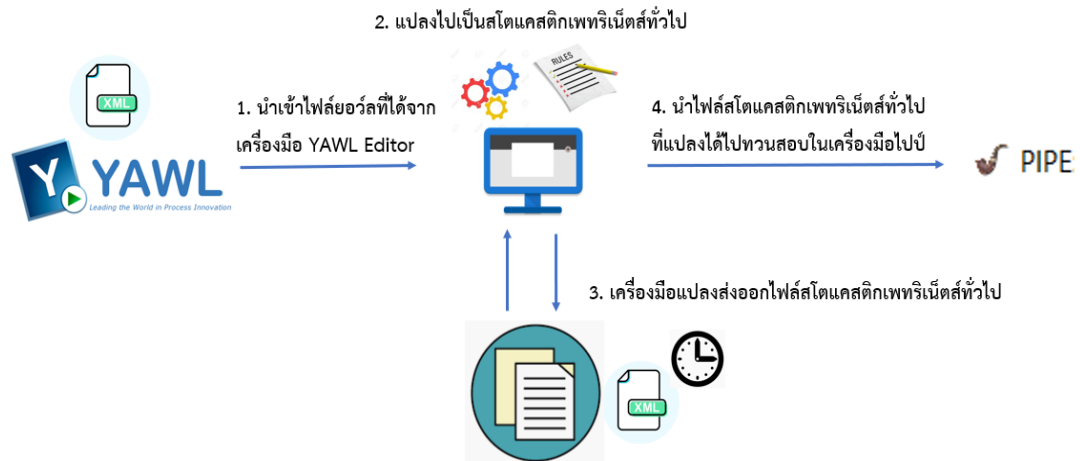 2. แปลงไปเป็นสโตแคสติกเพทริเน็ตส์ทั่วไป
XML
RULES
1. นำเข้าไฟล์ยอว์ลที่ได้จาก
เครื่องมือ YAWL Editor
4. นำไฟล์สโตแคสติกเพทริเน็ตส์ทั่วไป
ที่แปลงได้ไปทวนสอบในเครื่องมือไปป์
Y
YAWL
Leading the World in Process Innovation
PIPE
3. เครื่องมือแปลงส่งออกไฟล์สโตแคสติกเพทริเน็ตส์ทั่วไป
XML